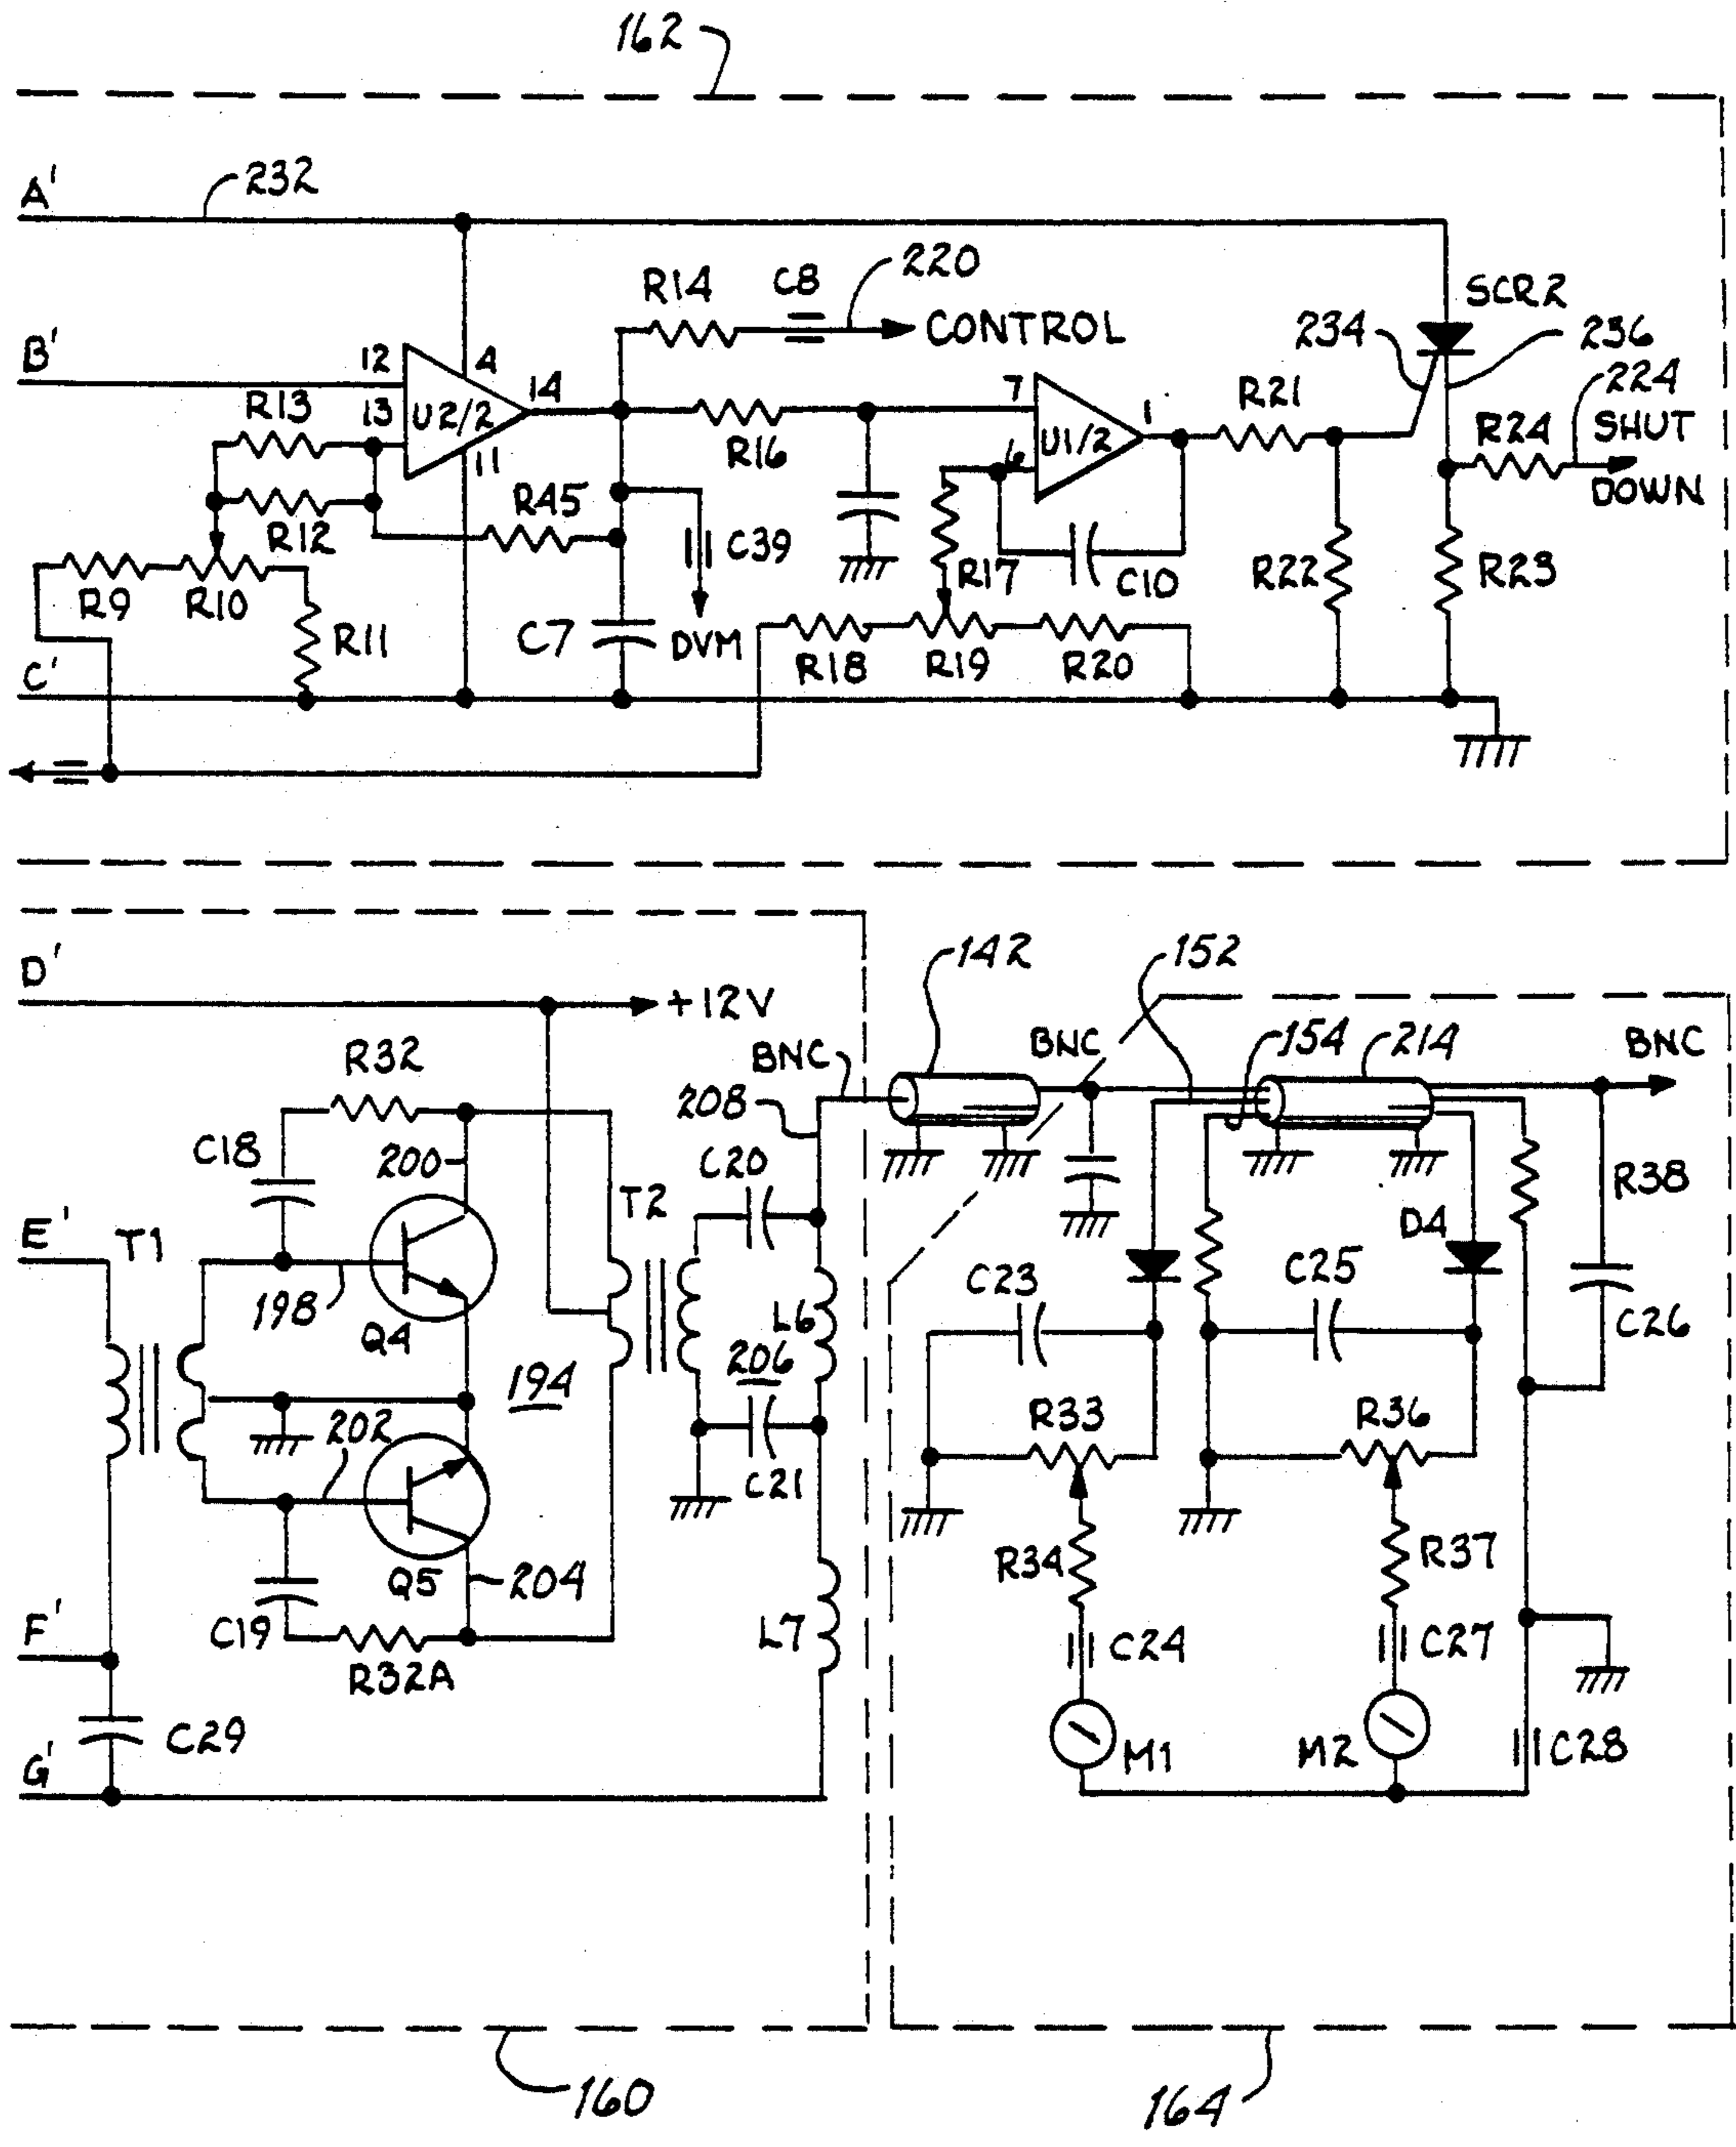 162
A'
232
R14
C8
220
CONTROL
SCR2
234
236
224
B'
12
4
14
R13
13
U2/2
11
R16
7
6
U1/2
1
R21
R24
SHUT
DOWN
R12
R45
C39
R17
C10
R22
R23
R9
R10
R11
C7
DVM
R18
R19
R20
C'
D'
+12V
142
152
BNC
154
214
BNC
R32
BNC
208
C18
200
C20
T2
R38
D4
E'
T1
198
Q4
L6
C23
C25
C26
194
206
202
R33
R36
C21
Q5
204
R34
R37
C19
R32A
L7
F'
C24
C27
C29
M1
M2
C28
G'
160
164